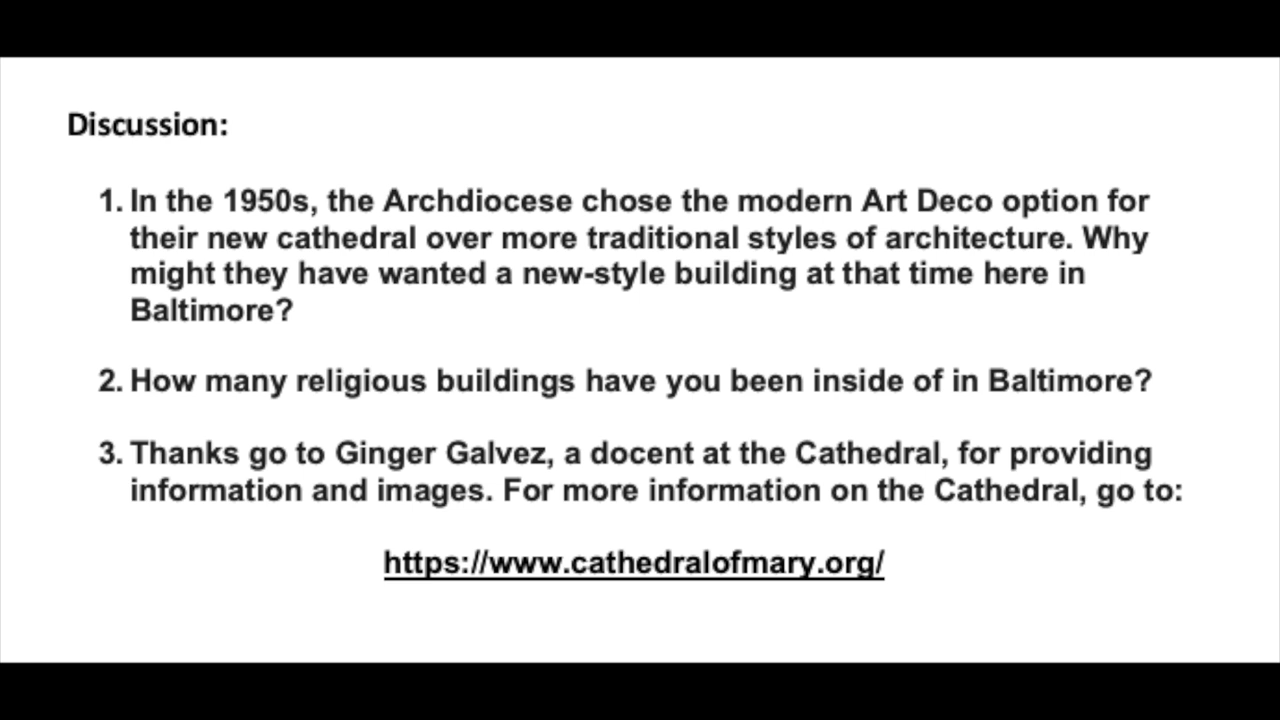 Discussion:
1. In the 1950s, the Archdiocese chose the modern Art Deco option for
their new cathedral over more traditional styles of architecture. Why
might they have wanted a new-style building at that time here in
Baltimore?
2. How many religious buildings have you been inside of in Baltimore?
3. Thanks go to Ginger Galvez, a docent at the Cathedral, for providing
information and images. For more information on the Cathedral, go to:
https://www.cathedralofmary.org/